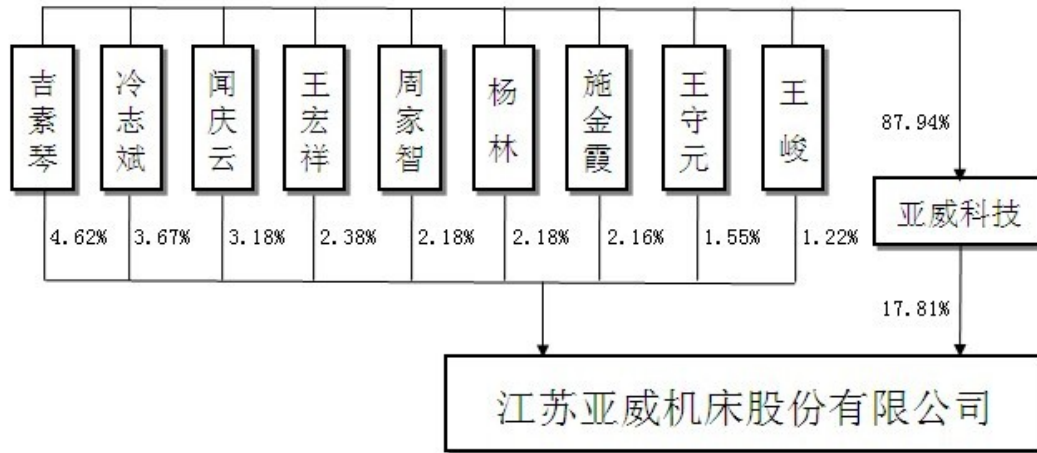 吉素琴
冷志斌
闻庆云
王宏祥
周家智
杨林
施金霞
王守元
王峻
87.94%
亚威科技
4.62%
3.67%
3.18%
2.38%
2.18%
2.18%
2.16%
1.55%
1.22%
17.81%
江苏亚威机床股份有限公司